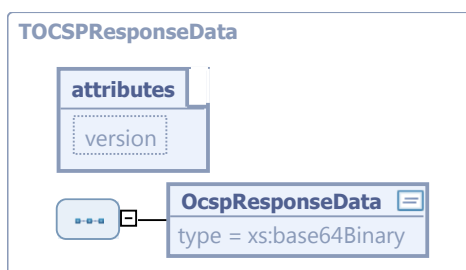 TOCSPResponseData
attributes
version
OcspResponseData
type = xs:base64Binary